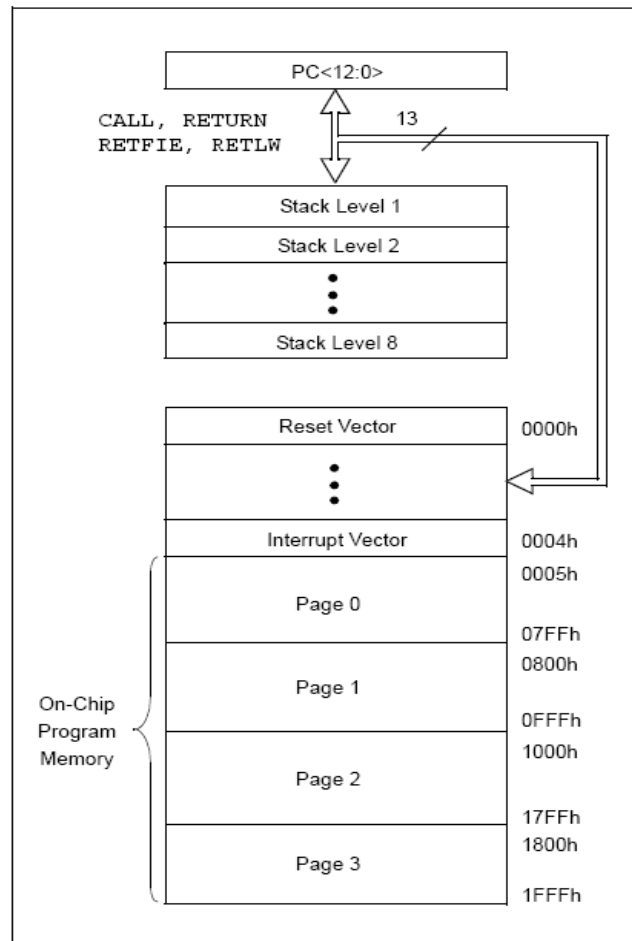 PC<12:0>
CALL, RETURN
RETFIE, RETLW
13
Stack Level 1
Stack Level 2
Stack Level 8
Reset Vector
0000h
Interrupt Vector
0004h
0005h
Page 0
07FFh
0800h
Page 1
0FFFh
On-Chip
Program
Memory
1000h
Page 2
17FFh
1800h
Page 3
1FFFh